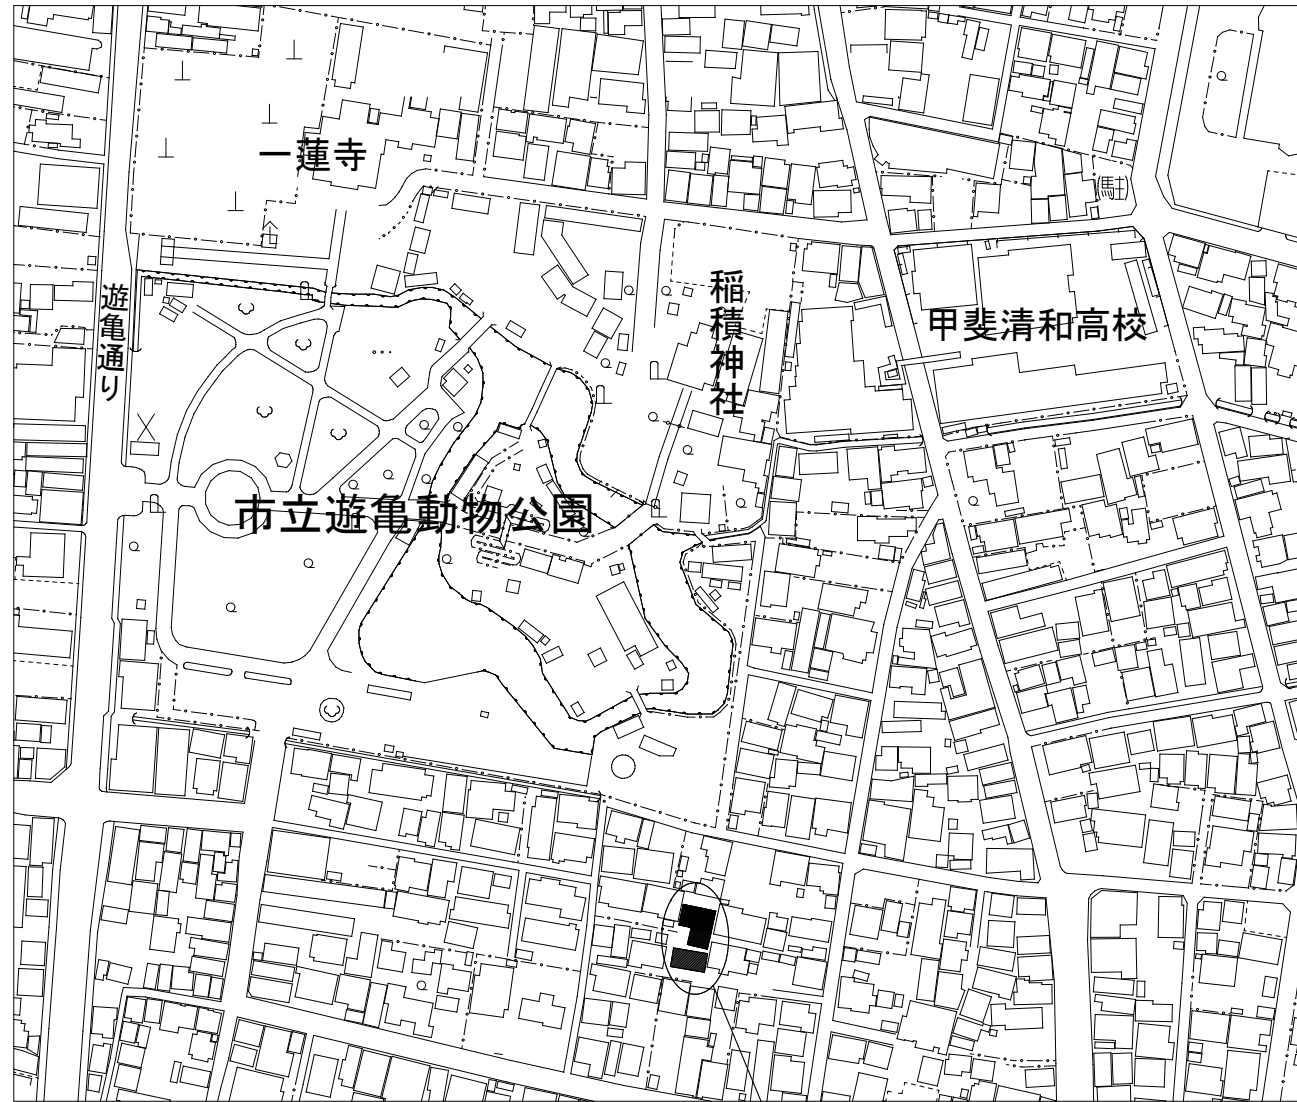 一蓮寺
駐
稲積神社
遊亀通り
甲斐清和高校
市立遊亀動物公園